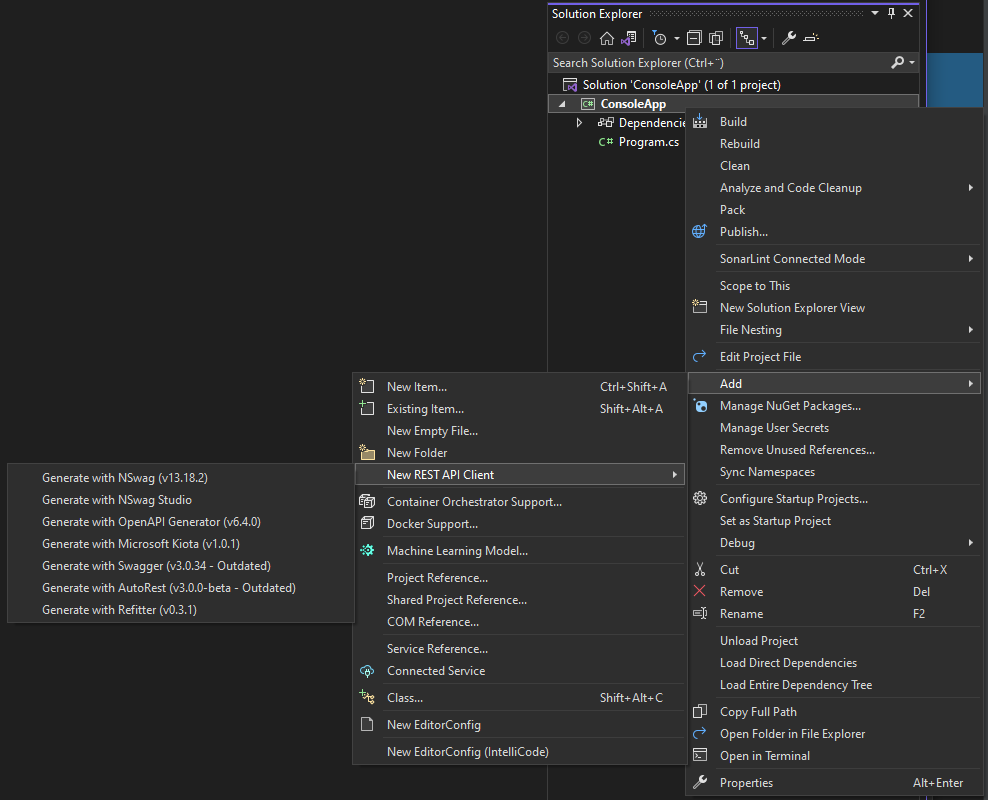 Solution Explorer
Search Solution Explorer (Ctrl+¨)
Solution 'ConsoleApp' (1 of 1 project)
C# ConsoleApp
Dependencie
C# Program.cs
Build
Rebuild
Clean
Analyze and Code Cleanup
Pack
Publish...
SonarLint Connected Mode
Scope to This
New Solution Explorer View
File Nesting
Edit Project File
Add
Manage NuGet Packages...
Manage User Secrets
Remove Unused References...
Sync Namespaces
Configure Startup Projects...
Set as Startup Project
Debug
Cut Ctrl+X
Remove Del
Rename F2
Unload Project
Load Direct Dependencies
Load Entire Dependency Tree
Copy Full Path
Open Folder in File Explorer
Open in Terminal
Properties Alt+Enter
New Item... Ctrl+Shift+A
Existing Item... Shift+Alt+A
New Empty File...
New Folder
New REST API Client
Container Orchestrator Support...
Docker Support...
Machine Learning Model...
Project Reference...
Shared Project Reference...
COM Reference...
Service Reference...
Connected Service
Class... Shift+Alt+C
New EditorConfig
New EditorConfig (IntelliCode)
Generate with NSwag (v13.18.2)
Generate with NSwag Studio
Generate with OpenAPI Generator (v6.4.0)
Generate with Microsoft Kiota (v1.0.1)
Generate with Swagger (v3.0.34 - Outdated)
Generate with AutoRest (v3.0.0-beta - Outdated)
Generate with Refitter (v0.3.1)